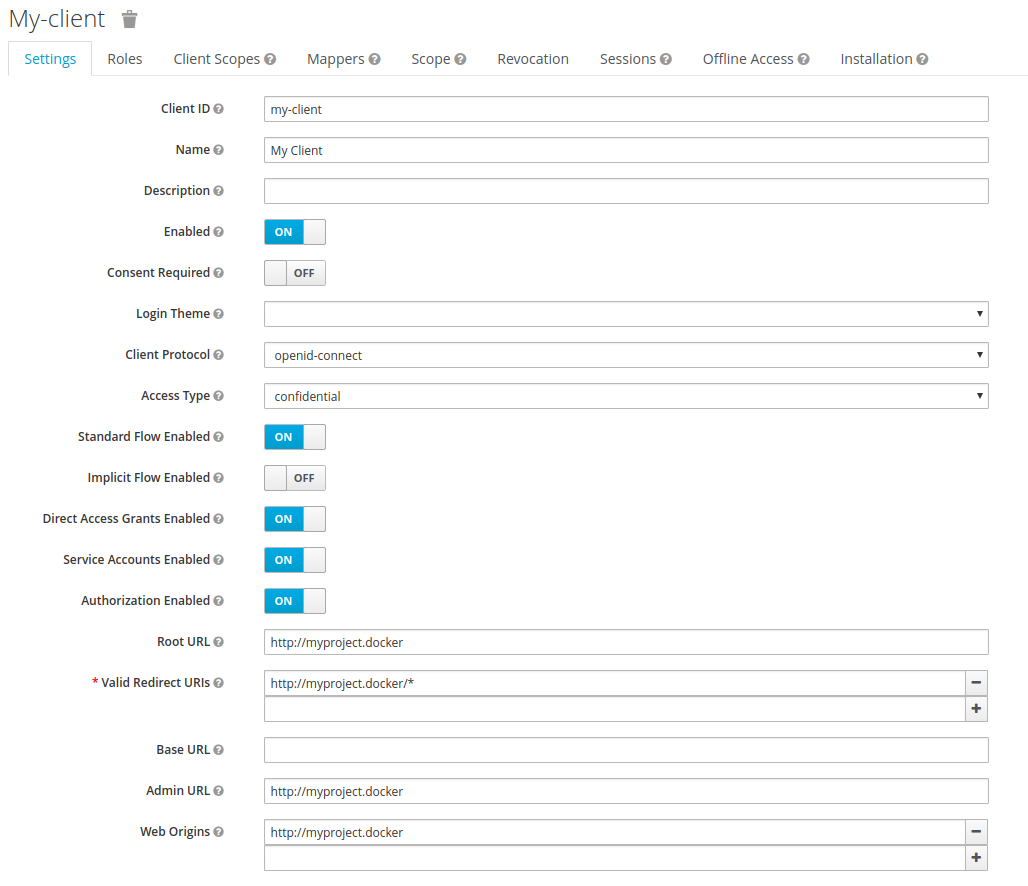 My-client
Settings Roles Client Scopes Mappers Scope Revocation Sessions Offline Access Installation
Client ID my-client
Name My Client
Description
Enabled ON
Consent Required OFF
Login Theme
Client Protocol openid-connect
Access Type confidential
Standard Flow Enabled ON
Implicit Flow Enabled OFF
Direct Access Grants Enabled ON
Service Accounts Enabled ON
Authorization Enabled ON
Root URL http://myproject.docker
* Valid Redirect URIs http://myproject.docker/*
Base URL
Admin URL http://myproject.docker
Web Origins http://myproject.docker